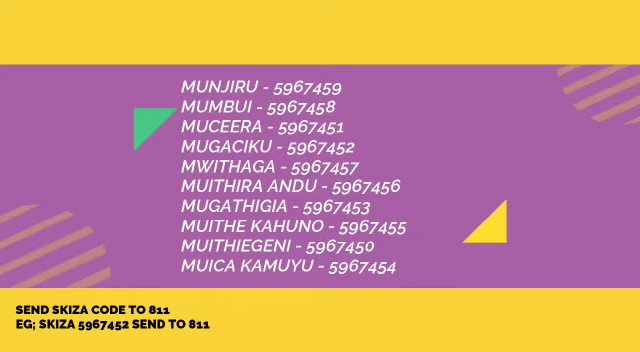 MUNJIRU - 5967459
MUMBUI - 5967458
MUCEERA - 5967451
MUGACIKU - 5967452
MWITHAGA - 5967457
MUITHIRA ANDU - 5967456
MUGATHIGIA - 5967453
MUITHE KAHUNO - 5967455
MUITHIEGENI - 5967450
MUICA KAMUYU - 5967454
SEND SKIZA CODE TO 811
EG; SKIZA 5967452 SEND TO 811